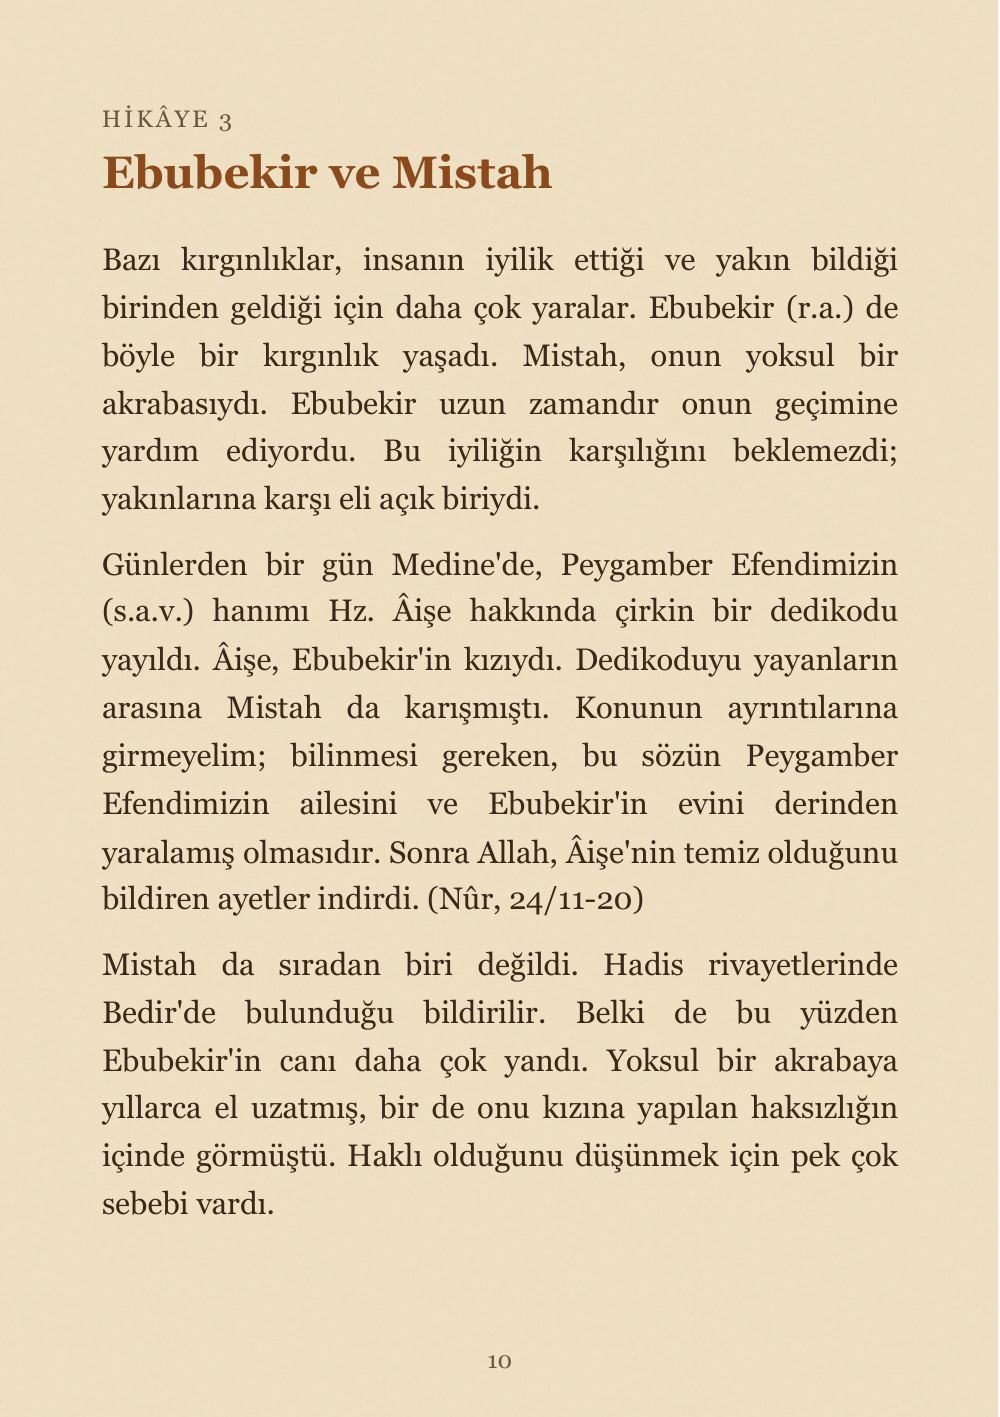 HİKÂYE 3
Ebubekir ve Mistah
Bazı kırgınlıklar, insanın iyilik ettiği ve yakın bildiği
birinden geldiği için daha çok yaralar. Ebubekir (r.a.) de
böyle bir kırgınlık yaşadı. Mistah, onun yoksul bir
akrabasıydı. Ebubekir uzun zamandır onun geçimine
yardım ediyordu. Bu iyiliğin karşılığını beklemezdi;
yakınlarına karşı eli açık biriydi.
Günlerden bir gün Medine'de, Peygamber Efendimizin
(s.a.v.) hanımı Hz. Âişe hakkında çirkin bir dedikodu
yayıldı. Âişe, Ebubekir'in kızıydı. Dedikoduyu yayanların
arasına Mistah da karışmıştı. Konunun ayrıntılarına
girmeyelim; bilinmesi gereken, bu sözün Peygamber
Efendimizin ailesini ve Ebubekir'in evini derinden
yaralamış olmasıdır. Sonra Allah, Âişe'nin temiz olduğunu
bildiren ayetler indirdi. (Nûr, 24/11-20)
Mistah da sıradan biri değildi. Hadis rivayetlerinde
Bedir'de bulunduğu bildirilir. Belki de bu yüzden
Ebubekir'in canı daha çok yandı. Yoksul bir akrabaya
yıllarca el uzatmış, bir de onu kızına yapılan haksızlığın
içinde görmüştü. Haklı olduğunu düşünmek için pek çok
sebebi vardı.
10